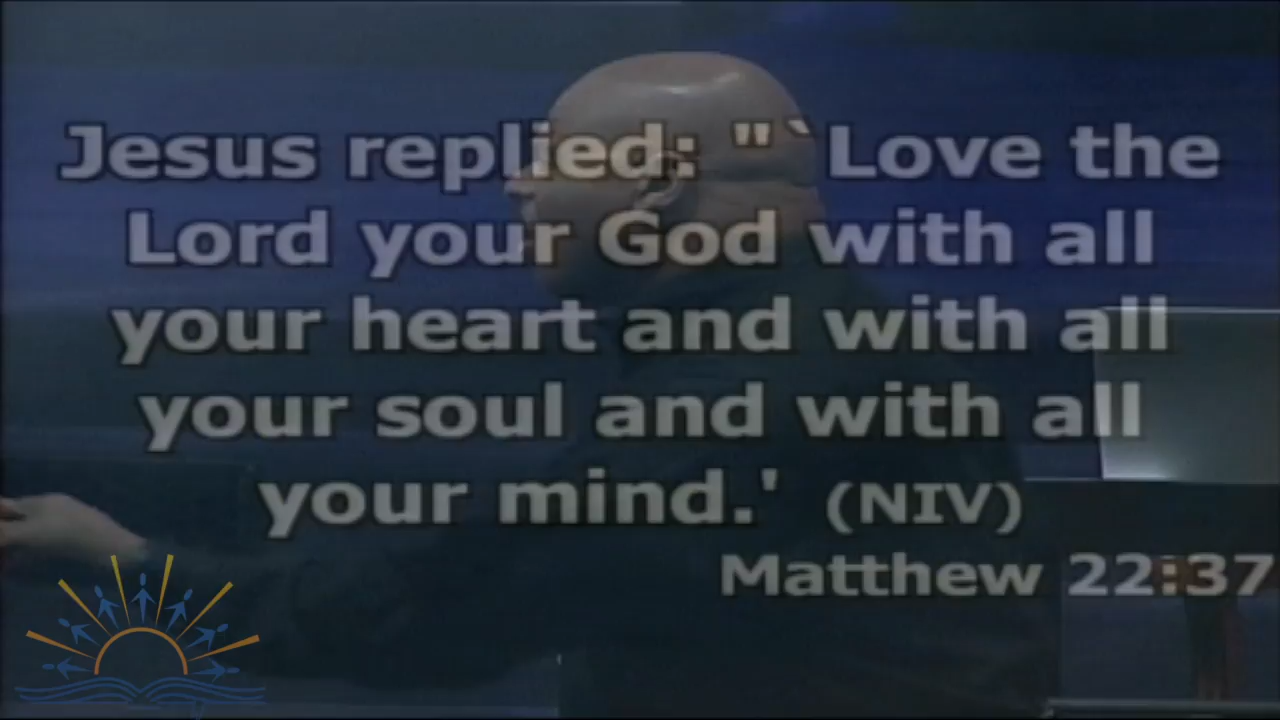 Jesus replied: "`Love the
Lord your God with all
your heart and with all
your soul and with all
your mind.' (NIV)
Matthew 22:37